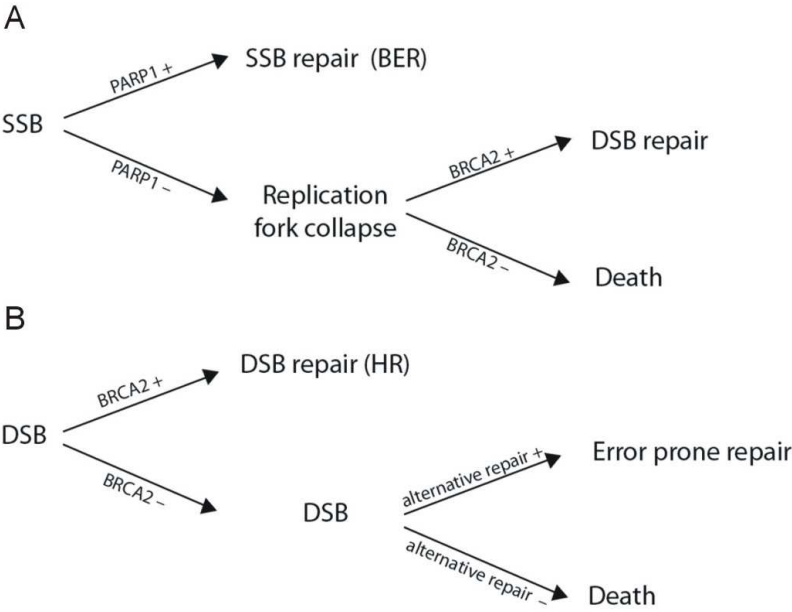 A
SSB
PARP1 +
SSB repair (BER)
PARP1 –
Replication
fork collapse
BRCA2 +
DSB repair
BRCA2 –
Death
B
DSB
BRCA2 +
DSB repair (HR)
BRCA2 –
DSB
alternative repair +
Error prone repair
alternative repair –
Death